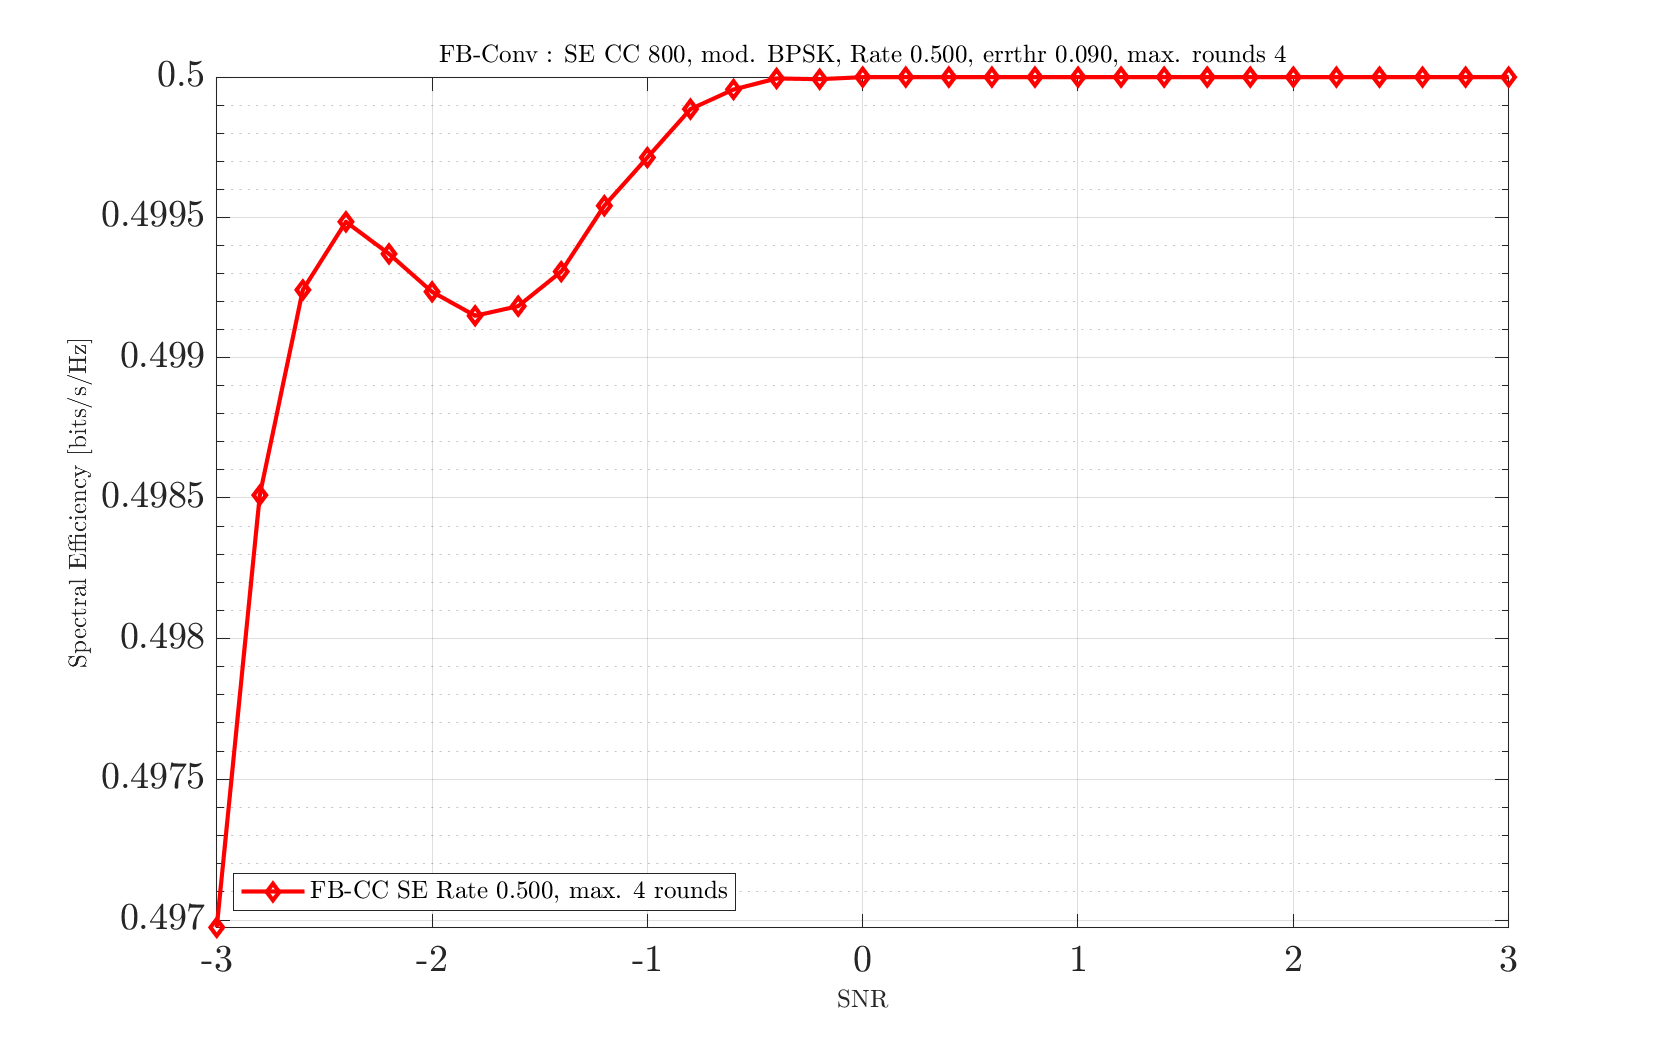 FB-Conv : SE CC 800, mod. BPSK, Rate 0.500, errthr 0.090, max. rounds 4
0.5
0.4995
0.499
0.4985
0.498
0.4975
0.497
Spectral Efficiency [bits/s/Hz]
FB-CC SE Rate 0.500, max. 4 rounds
-3 -2 -1 0 1 2 3
SNR